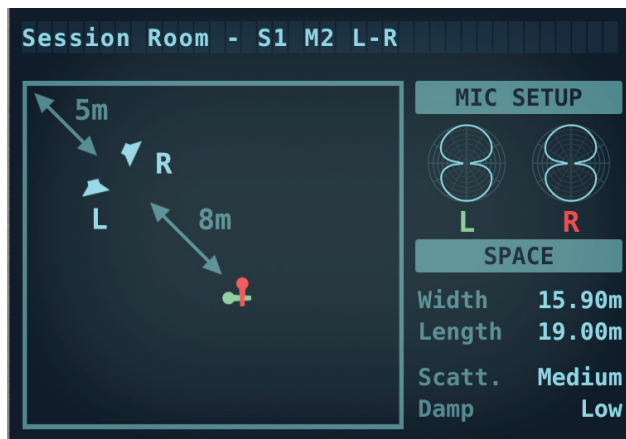 Session Room - S1 M2 L-R
5m
R
L
8m
MIC SETUP
L R
SPACE
Width 15.90m
Length 19.00m
Scatt. Medium
Damp Low